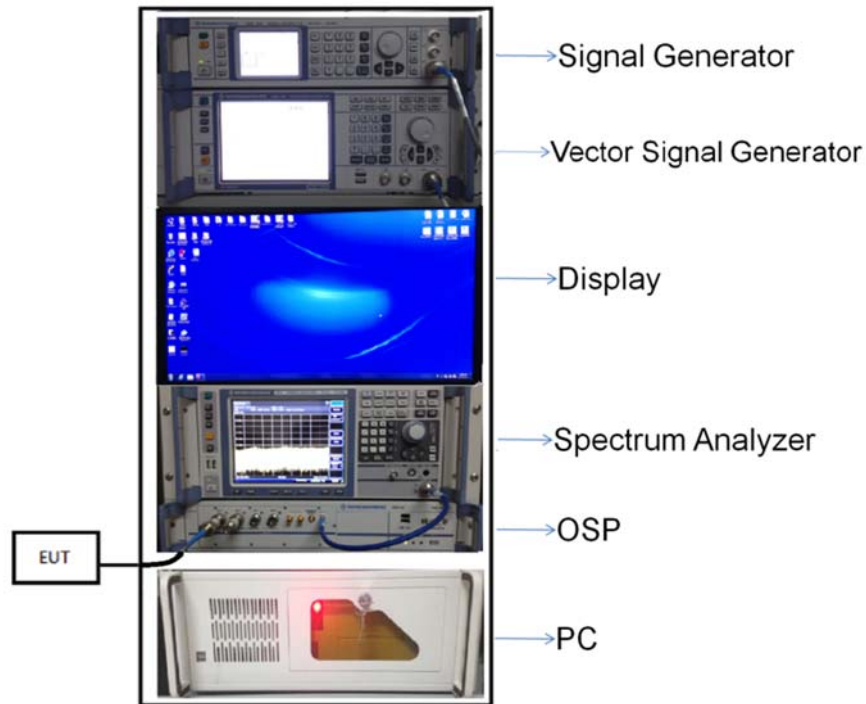 Signal Generator
Vector Signal Generator
Display
Spectrum Analyzer
OSP
EUT
PC